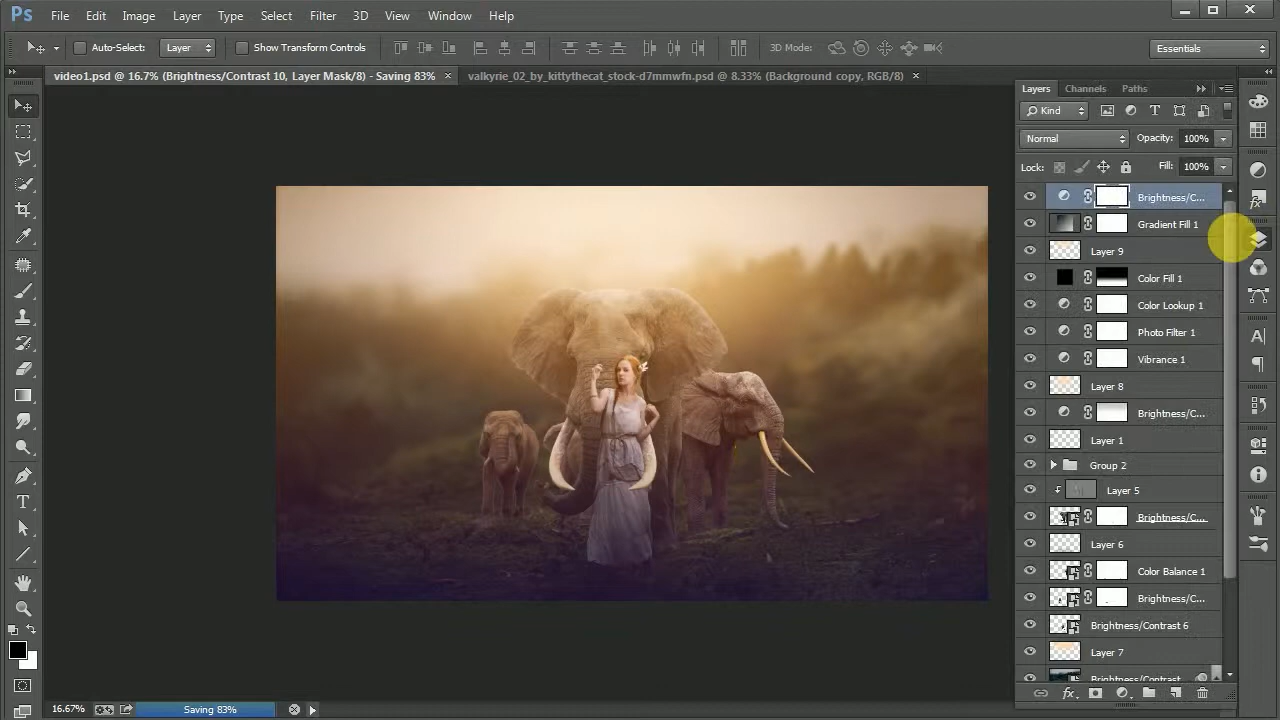 Ps File Edit Image Layer Type Select Filter 3D View Window Help
Auto-Select: Layer Show Transform Controls 3D Mode: Essentials
video1.psd @ 16.7% (Brightness/Contrast 10, Layer Mask/8) - Saving 83% × valkyrie_02_by_kittythecat_stock-d7mmwfn.psd @ 8.33% (Background copy, RGB/8) ×
Layers Channels Paths
Kind
Normal Opacity: 100%
Lock: Fill: 100%
Brightness/C...
Gradient Fill 1
Layer 9
Color Fill 1
Color Lookup 1
Photo Filter 1
Vibrance 1
Layer 8
Brightness/C...
Layer 1
Group 2
Layer 5
Brightness/C...
Layer 6
Color Balance 1
Brightness/C...
Brightness/Contrast 6
Layer 7
Brightness/Contrast
16.67% Saving 83%